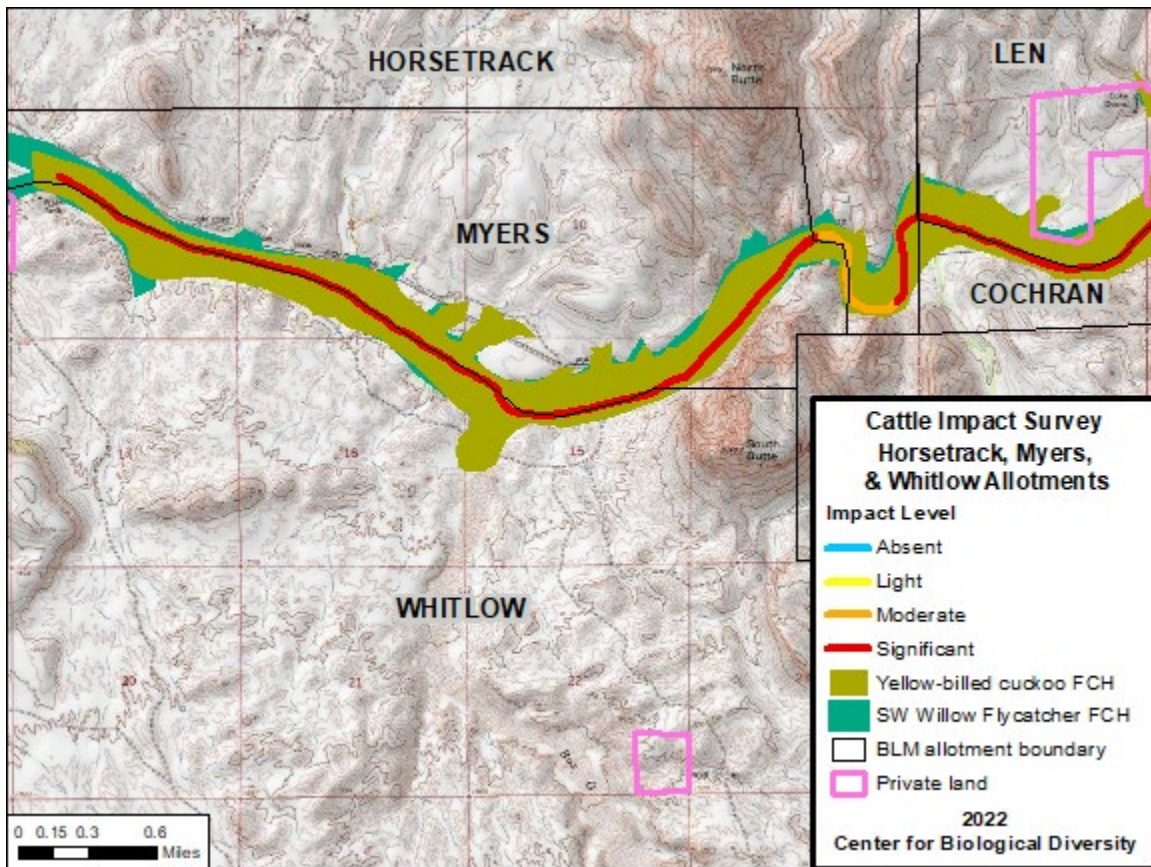 HORSETRACK
LEN
North
Butte
MYERS
10
COCHRAN
15
South
Butte
WHITLOW
20
21
22
Cattle Impact Survey
Horsetrack, Myers,
& Whitlow Allotments
Impact Level
Absent
Light
Moderate
Significant
Yellow-billed cuckoo FCH
SW Willow Flycatcher FCH
BLM allotment boundary
Private land
2022
Center for Biological Diversity
0 0.15 0.3 0.6
Miles